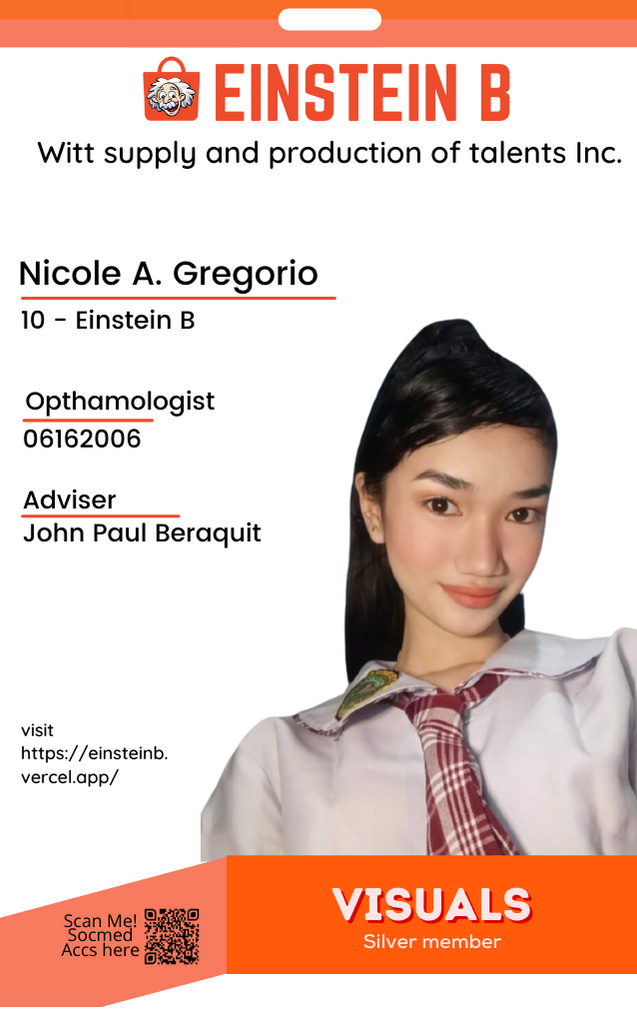 EINSTEIN B
Witt supply and production of talents Inc.
Nicole A. Gregorio
10 - Einstein B
Opthamologist
06162006
Adviser
John Paul Beraquit
visit
https://einsteinb.
vercel.app/
Scan Me!
Socmed
Accs here
VISUALS
Silver member